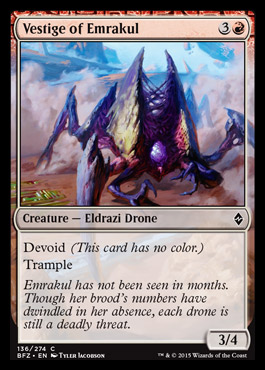 Vestige of Emrakul 3
Creature — Eldrazi Drone
Devoid (This card has no color.)
Trample
Emrakul has not been seen in months.
Though her brood's numbers have
dwindled in her absence, each drone is
still a deadly threat.
3/4
136/274 C
BFZ • EN TYLER JACOBSON
™ & © 2015 Wizards of the Coast